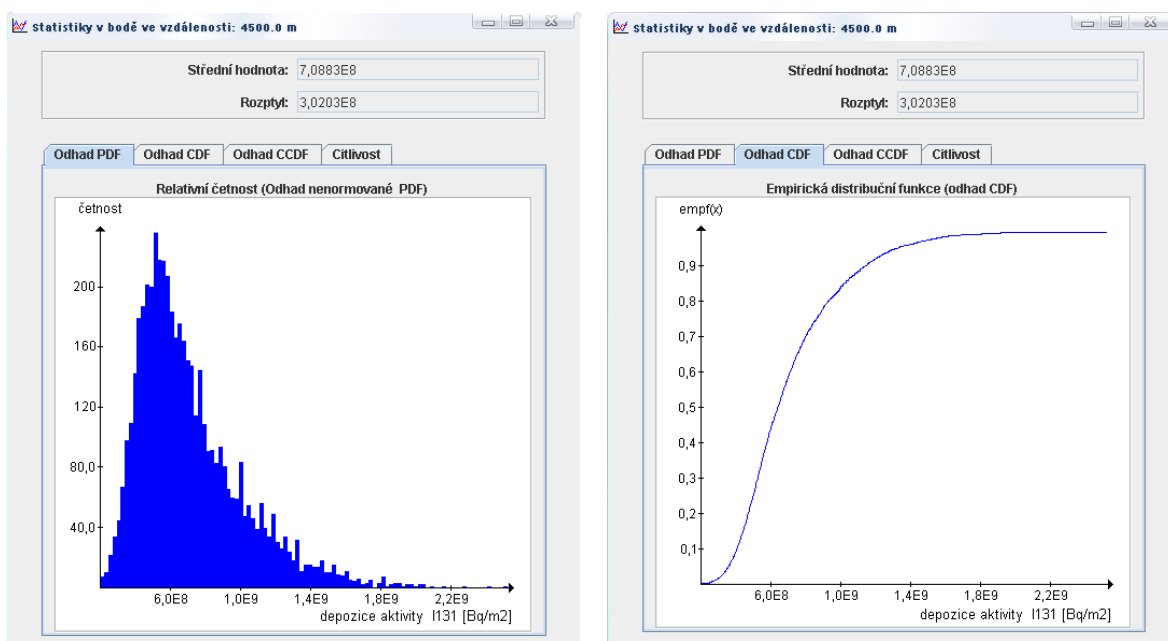 Statistiky v bodě ve vzdálenosti: 4500.0 m
Střední hodnota: 7,0883E8
Rozptyl: 3,0203E8
Odhad PDF Odhad CDF Odhad CCDF Citlivost
Relativní četnost (Odhad nenormované PDF)
četnost
200
160
120
80,0
40,0
6,0E8 1,0E9 1,4E9 1,8E9 2,2E9
depozice aktivity I131 [Bq/m2]
Statistiky v bodě ve vzdálenosti: 4500.0 m
Střední hodnota: 7,0883E8
Rozptyl: 3,0203E8
Odhad PDF Odhad CDF Odhad CCDF Citlivost
Empirická distribuční funkce (odhad CDF)
empf(x)
0,9
0,8
0,7
0,6
0,5
0,4
0,3
0,2
0,1
6,0E8 1,0E9 1,4E9 1,8E9 2,2E9
depozice aktivity I131 [Bq/m2]